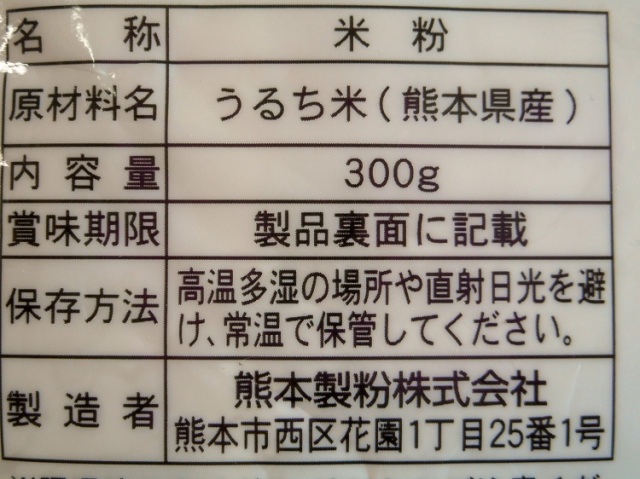 名称 米粉
原材料名 うるち米(熊本県産)
内容量 300g
賞味期限 製品裏面に記載
保存方法 高温多湿の場所や直射日光を避
け、常温で保管してください。
製造者 熊本製粉株式会社
熊本市西区花園1丁目25番1号